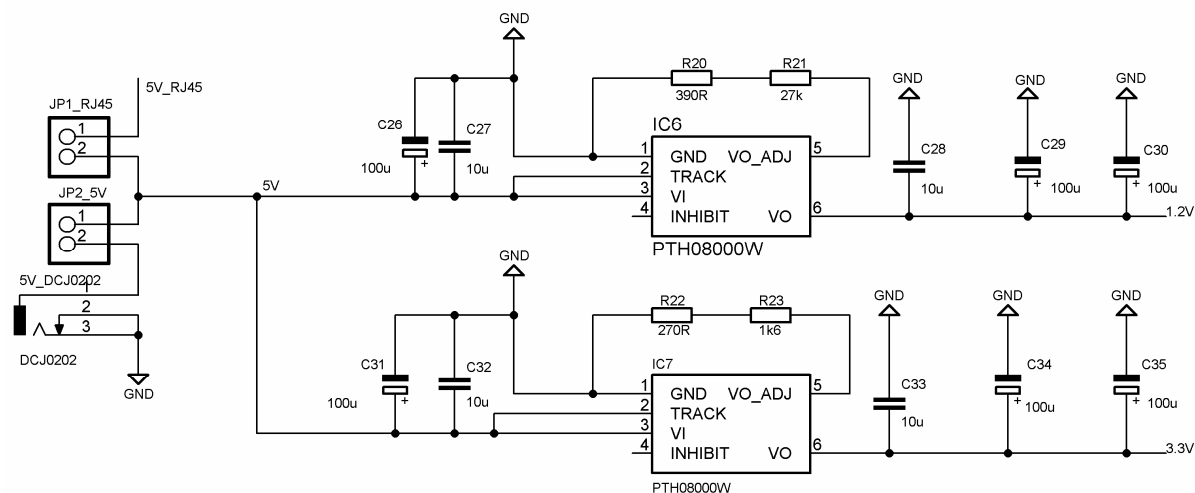 GND
5V_RJ45
JP1_RJ45
1
2
JP2_5V
1
2
5V_DCJ0202
1
2
3
DCJ0202
GND
5V
C26
100u
+
C27
10u
R20
390R
R21
27k
IC6
1 GND VO_ADJ 5
2 TRACK
3 VI
4 INHIBIT VO 6
PTH08000W
GND
C28
10u
GND
C29
+
100u
GND
C30
+
100u
1.2V
GND
C31
100u
+
C32
10u
R22
270R
R23
1k6
IC7
1 GND VO_ADJ 5
2 TRACK
3 VI
4 INHIBIT VO 6
PTH08000W
GND
C33
10u
GND
C34
+
100u
GND
C35
+
100u
3.3V